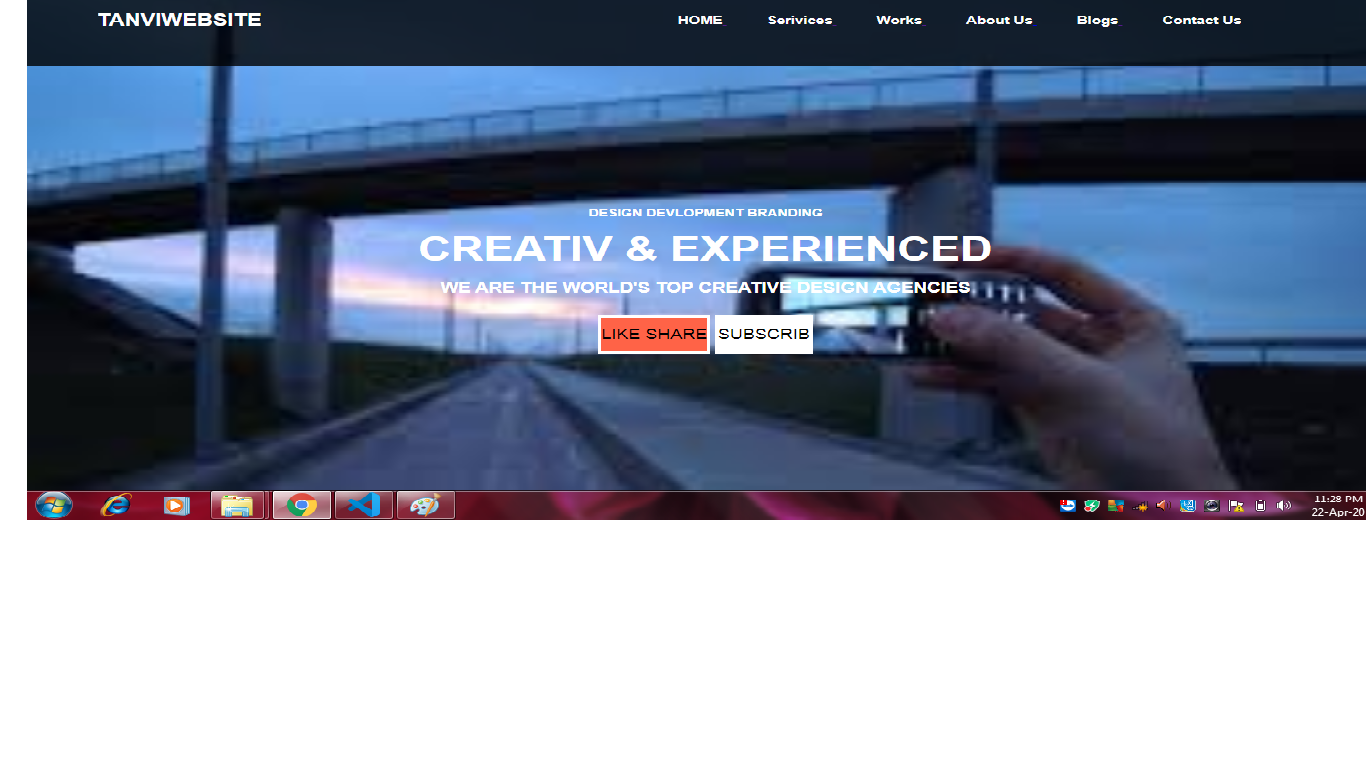 TANVIWEBSITE HOME Serivices Works About Us Blogs Contact Us
DESIGN DEVLOPMENT BRANDING
CREATIV & EXPERIENCED
WE ARE THE WORLD'S TOP CREATIVE DESIGN AGENCIES.
LIKE SHARE SUBSCRIB
11:28 PM
22-Apr-20